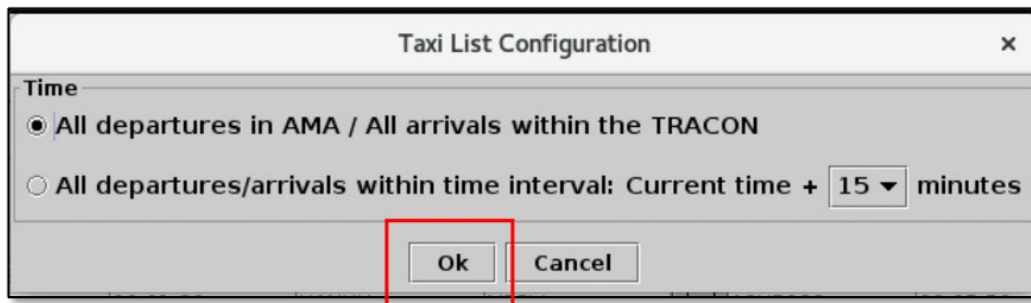 Taxi List Configuration ×
Time
All departures in AMA / All arrivals within the TRACON
All departures/arrivals within time interval: Current time + 15 minutes
Ok Cancel